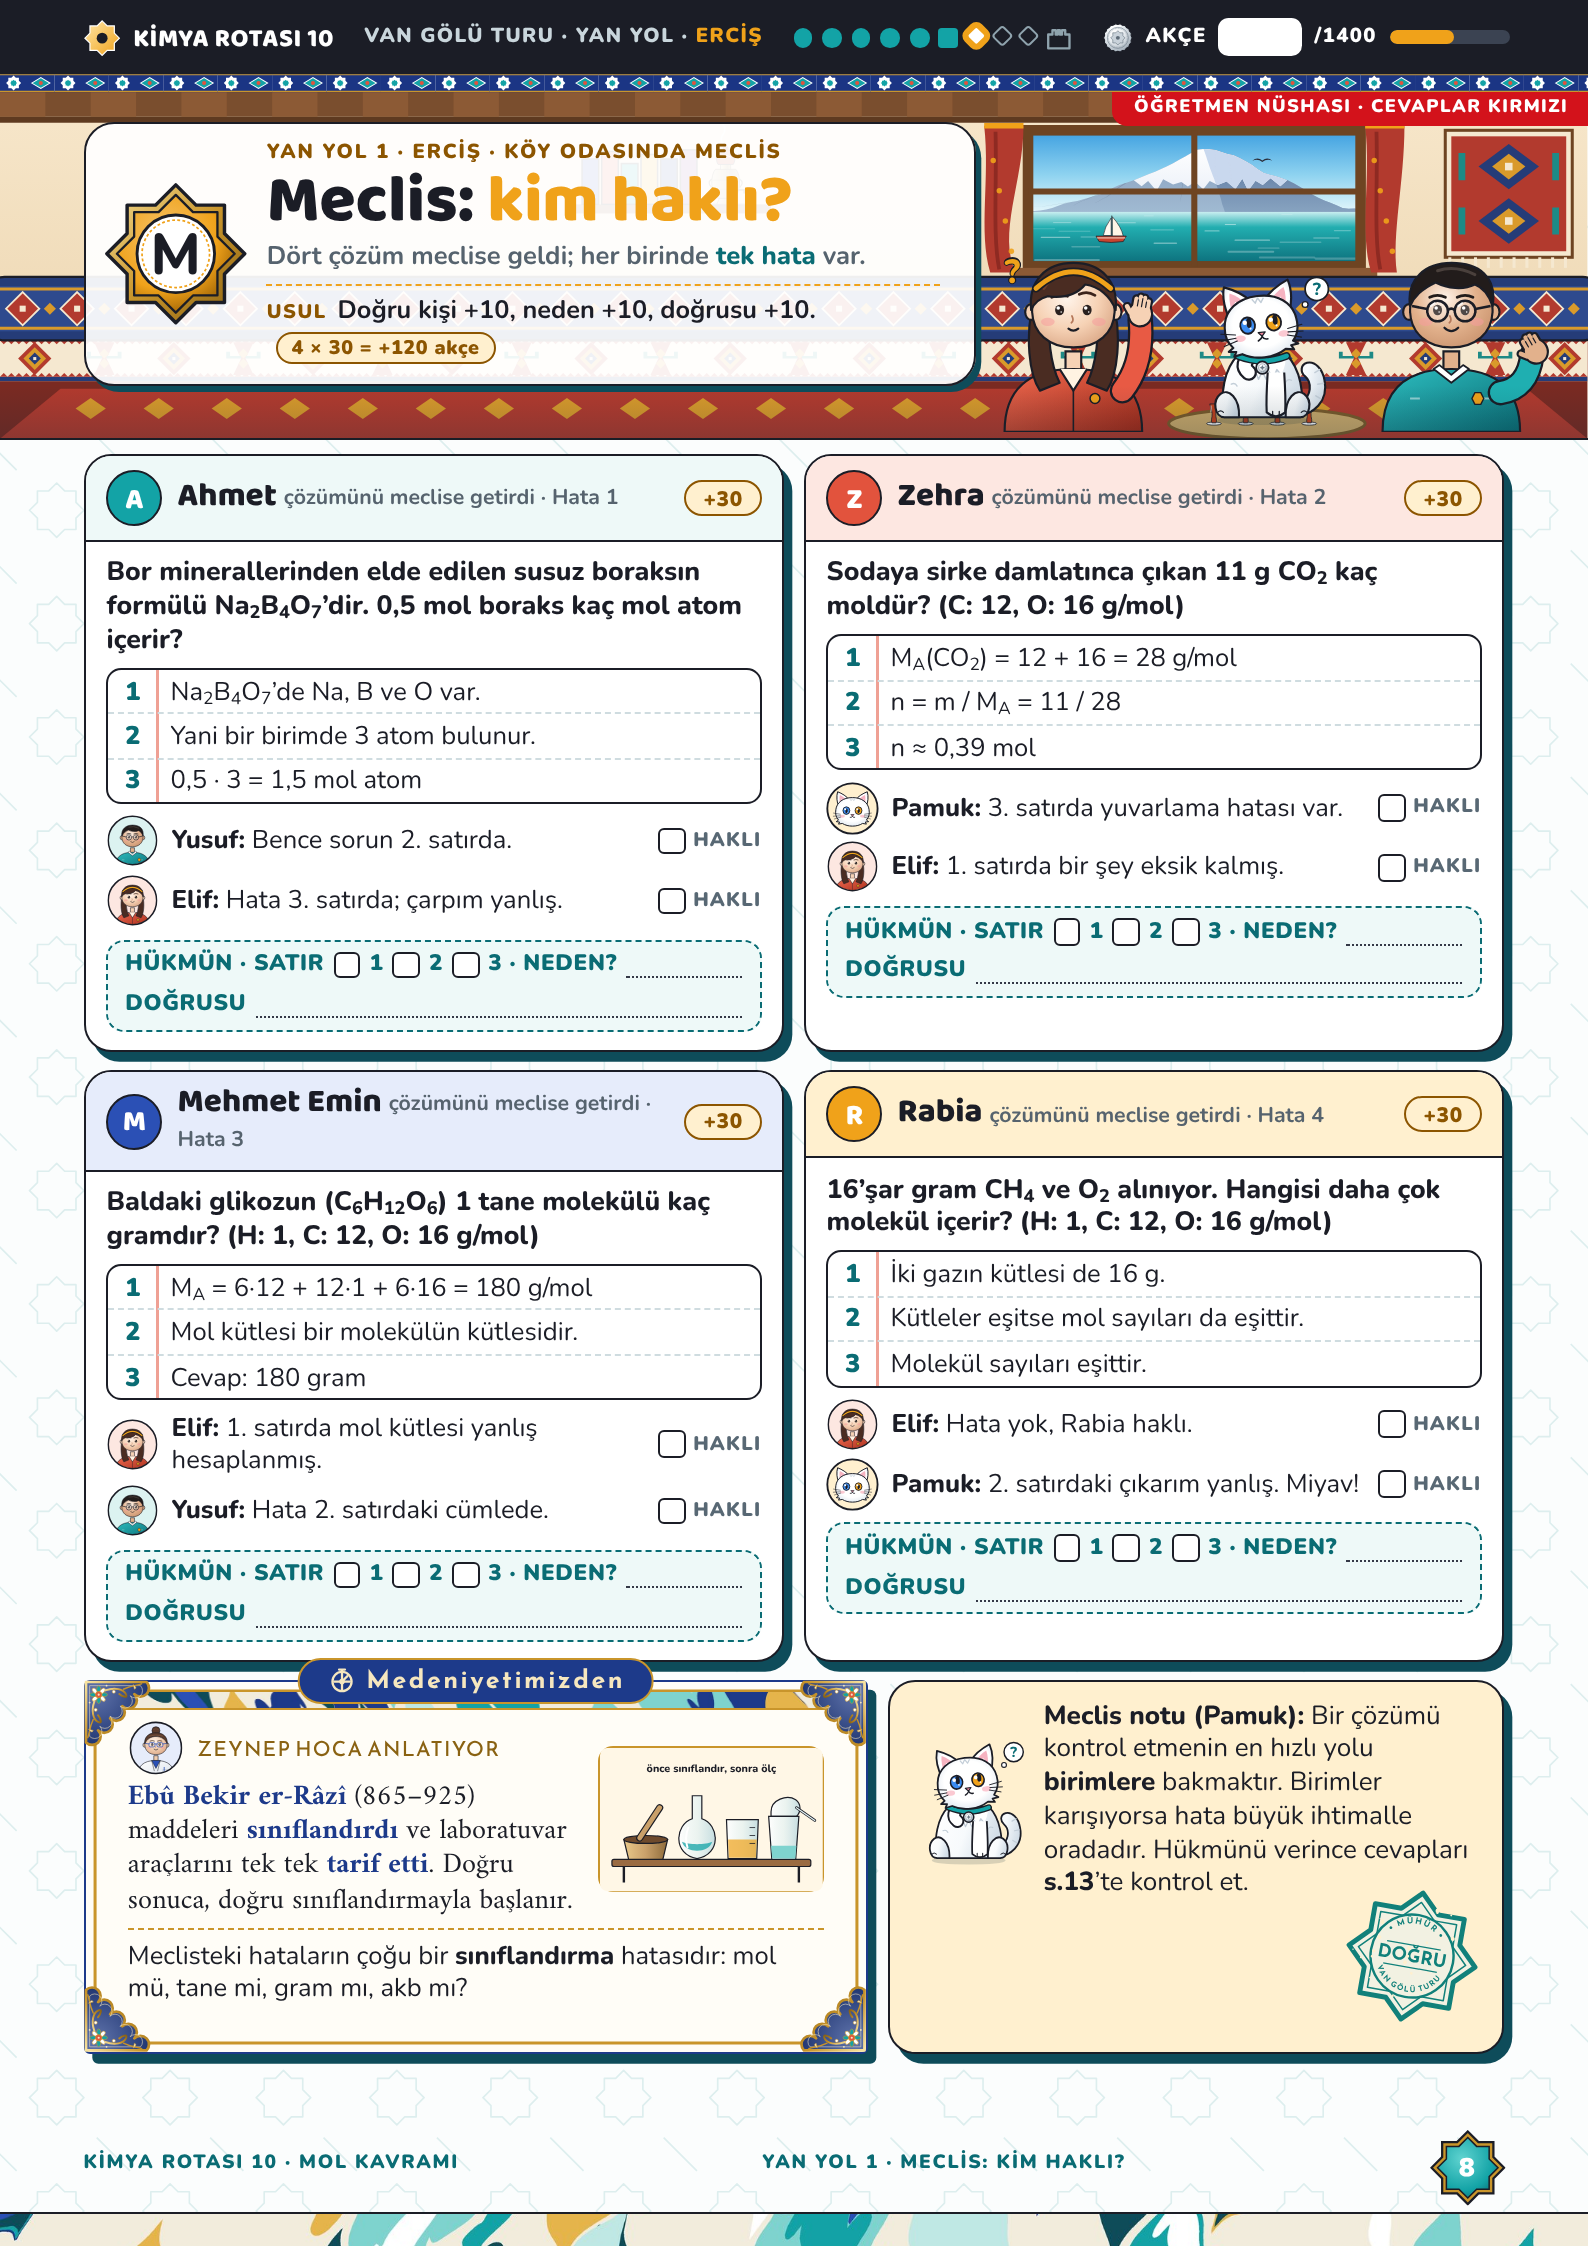 KİMYA ROTASI 10 VAN GÖLÜ TURU · YAN YOL · ERCİŞ AKÇE /1400
ÖĞRETMEN NÜSHASI · CEVAPLAR KIRMIZI
YAN YOL 1 · ERCİŞ · KÖY ODASINDA MECLİS
M
Meclis: kim haklı?
Dört çözüm meclise geldi; her birinde tek hata var.
USUL Doğru kişi +10, neden +10, doğrusu +10.
4 × 30 = +120 akçe
?
?
A Ahmet çözümünü meclise getirdi · Hata 1 +30
Bor minerallerinden elde edilen susuz boraksın
formülü Na₂B₄O₇’dir. 0,5 mol boraks kaç mol atom
içerir?
1 Na₂B₄O₇’de Na, B ve O var.
2 Yani bir birimde 3 atom bulunur.
3 0,5 · 3 = 1,5 mol atom
Yusuf: Bence sorun 2. satırda. HAKLI
Elif: Hata 3. satırda; çarpım yanlış. HAKLI
HÜKMÜN · SATIR 1 2 3 · NEDEN?
DOĞRUSU
Z Zehra çözümünü meclise getirdi · Hata 2 +30
Sodaya sirke damlatınca çıkan 11 g CO₂ kaç
moldür? (C: 12, O: 16 g/mol)
1 M_A(CO₂) = 12 + 16 = 28 g/mol
2 n = m / M_A = 11 / 28
3 n ≈ 0,39 mol
Pamuk: 3. satırda yuvarlama hatası var. HAKLI
Elif: 1. satırda bir şey eksik kalmış. HAKLI
HÜKMÜN · SATIR 1 2 3 · NEDEN?
DOĞRUSU
M Mehmet Emin çözümünü meclise getirdi ·
Hata 3
+30
Baldaki glikozun (C₆H₁₂O₆) 1 tane molekülü kaç
gramdır? (H: 1, C: 12, O: 16 g/mol)
1 M_A = 6·12 + 12·1 + 6·16 = 180 g/mol
2 Mol kütlesi bir molekülün kütlesidir.
3 Cevap: 180 gram
Elif: 1. satırda mol kütlesi yanlış
hesaplanmış.
HAKLI
Yusuf: Hata 2. satırdaki cümlede. HAKLI
HÜKMÜN · SATIR 1 2 3 · NEDEN?
DOĞRUSU
R Rabia çözümünü meclise getirdi · Hata 4 +30
16’şar gram CH₄ ve O₂ alınıyor. Hangisi daha çok
molekül içerir? (H: 1, C: 12, O: 16 g/mol)
1 İki gazın kütlesi de 16 g.
2 Kütleler eşitse mol sayıları da eşittir.
3 Molekül sayıları eşittir.
Elif: Hata yok, Rabia haklı. HAKLI
Pamuk: 2. satırdaki çıkarım yanlış. Miyav! HAKLI
HÜKMÜN · SATIR 1 2 3 · NEDEN?
DOĞRUSU
Medeniyetimizden
ZEYNEP HOCA ANLATIYOR
Ebû Bekir er-Râzî (865–925)
maddeleri sınıflandırdı ve laboratuvar
araçlarını tek tek tarif etti. Doğru
sonuca, doğru sınıflandırmayla başlanır.
önce sınıflandır, sonra ölç
Meclisteki hataların çoğu bir sınıflandırma hatasıdır: mol
mü, tane mi, gram mı, akb mı?
?
Meclis notu (Pamuk): Bir çözümü
kontrol etmenin en hızlı yolu
birimlere bakmaktır. Birimler
karışıyorsa hata büyük ihtimalle
oradadır. Hükmünü verince cevapları
s.13’te kontrol et.
• MÜHÜR •
DOĞRU
VAN GÖLÜ TURU
KİMYA ROTASI 10 · MOL KAVRAMI YAN YOL 1 · MECLİS: KİM HAKLI? 8